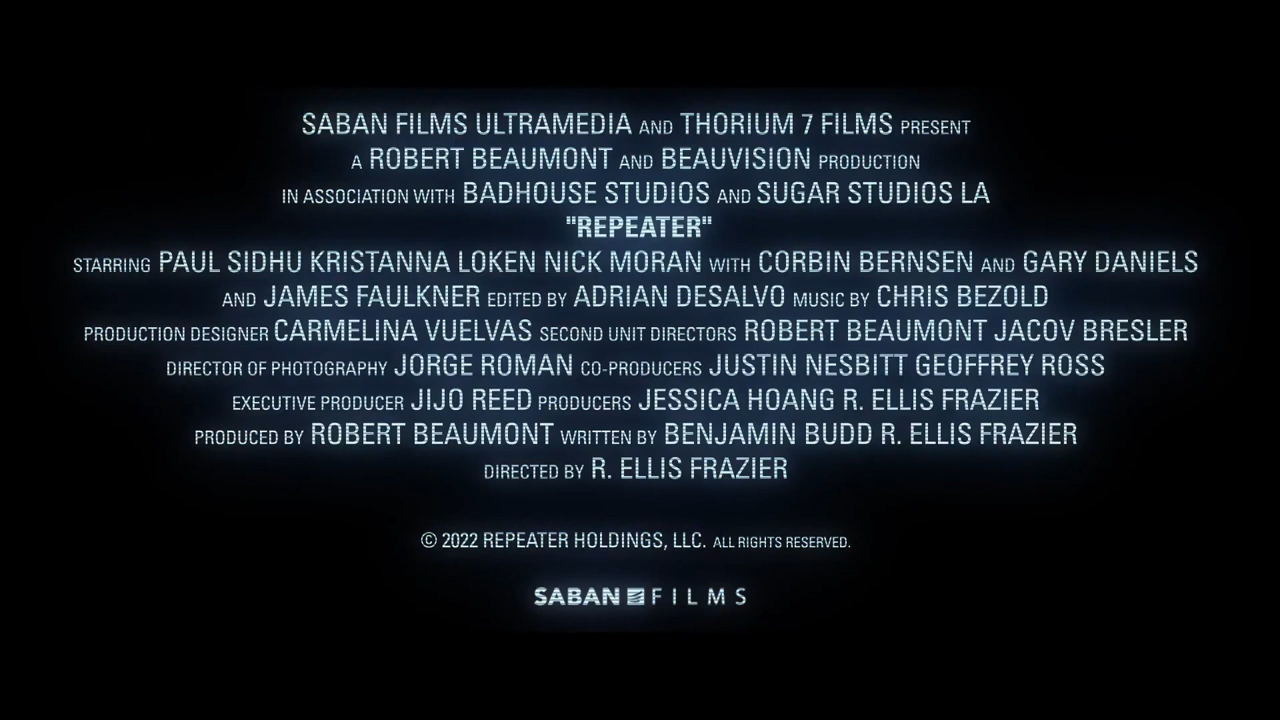 SABAN FILMS ULTRAMEDIA AND THORIUM 7 FILMS PRESENT
A ROBERT BEAUMONT AND BEAUVISION PRODUCTION
IN ASSOCIATION WITH BADHOUSE STUDIOS AND SUGAR STUDIOS LA
"REPEATER"
STARRING PAUL SIDHU KRISTANNA LOKEN NICK MORAN WITH CORBIN BERNSEN AND GARY DANIELS
AND JAMES FAULKNER EDITED BY ADRIAN DESALVO MUSIC BY CHRIS BEZOLD
PRODUCTION DESIGNER CARMELINA VUELVAS SECOND UNIT DIRECTORS ROBERT BEAUMONT JACOV BRESLER
DIRECTOR OF PHOTOGRAPHY JORGE ROMAN CO-PRODUCERS JUSTIN NESBITT GEOFFREY ROSS
EXECUTIVE PRODUCER JIJO REED PRODUCERS JESSICA HOANG R. ELLIS FRAZIER
PRODUCED BY ROBERT BEAUMONT WRITTEN BY BENJAMIN BUDD R. ELLIS FRAZIER
DIRECTED BY R. ELLIS FRAZIER
© 2022 REPEATER HOLDINGS, LLC. ALL RIGHTS RESERVED.
SABAN FILMS